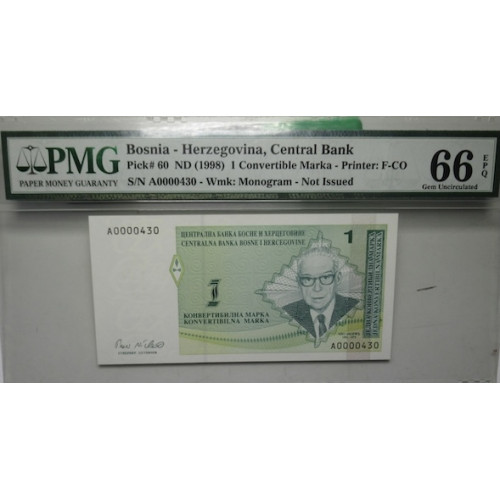 PMG
PAPER MONEY GUARANTY
Bosnia - Herzegovina, Central Bank
Pick# 60 ND (1998) 1 Convertible Marka - Printer: F-CO
S/N A0000430 - Wmk: Monogram - Not Issued
66 EPQ
Gem Uncirculated
A0000430
ЦЕНТРАЛНА БАНКА БОСНЕ И ХЕРЦЕГОВИНЕ
CENTRALNA BANKA BOSNE I HERCEGOVINE
1
1
КОНВЕРТИБИЛНА МАРКА
KONVERTIBILNA MARKA
A0000430